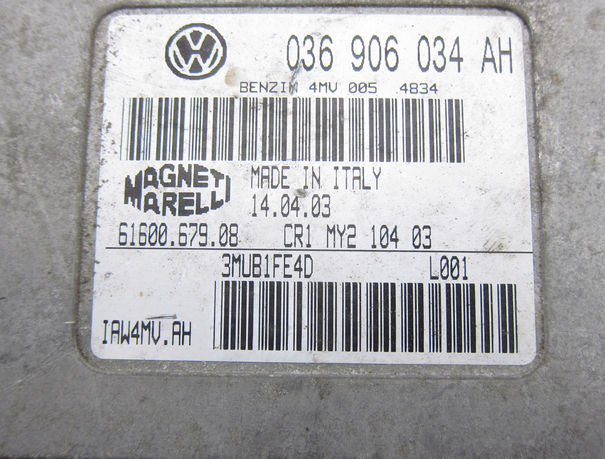 036 906 034 AH
BENZIN 4MV 005 4834
MAGNETI
MARELLI
MADE IN ITALY
14.04.03
61600.679.08 CR1 MY2 104 03
3MUB1FE4D L001
IAW4MV.AH